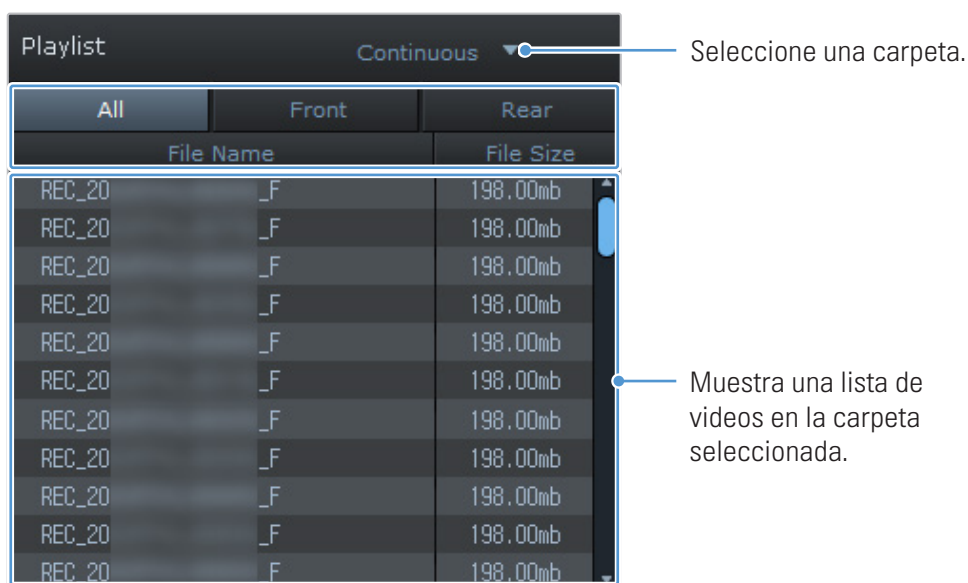 Playlist
Continuous
Seleccione una carpeta.
All Front Rear
File Name File Size
REC_20 _F 198.00mb
REC_20 _F 198.00mb
REC_20 _F 198.00mb
REC_20 _F 198.00mb
REC_20 _F 198.00mb
REC_20 _F 198.00mb
REC_20 _F 198.00mb
REC_20 _F 198.00mb
REC_20 _F 198.00mb
REC_20 _F 198.00mb
REC_20 _F 198.00mb
Muestra una lista de
videos en la carpeta
seleccionada.